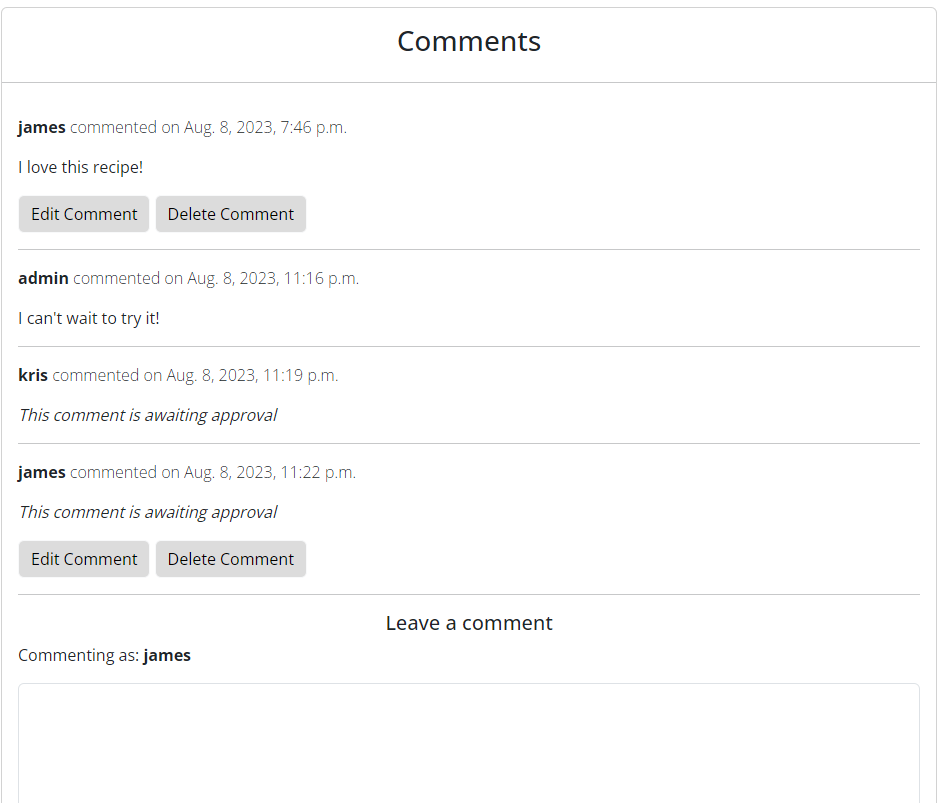 Comments
james commented on Aug. 8, 2023, 7:46 p.m.
I love this recipe!
Edit Comment Delete Comment
admin commented on Aug. 8, 2023, 11:16 p.m.
I can't wait to try it!
kris commented on Aug. 8, 2023, 11:19 p.m.
This comment is awaiting approval
james commented on Aug. 8, 2023, 11:22 p.m.
This comment is awaiting approval
Edit Comment Delete Comment
Leave a comment
Commenting as: james